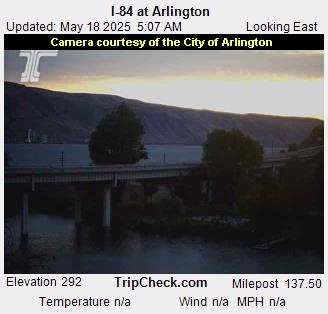 I-84 at Arlington
Updated: May 18 2025 5:07 AM Looking East
Camera courtesy of the City of Arlington
Elevation 292 TripCheck.com Milepost 137.50
Temperature n/a Wind n/a MPH n/a